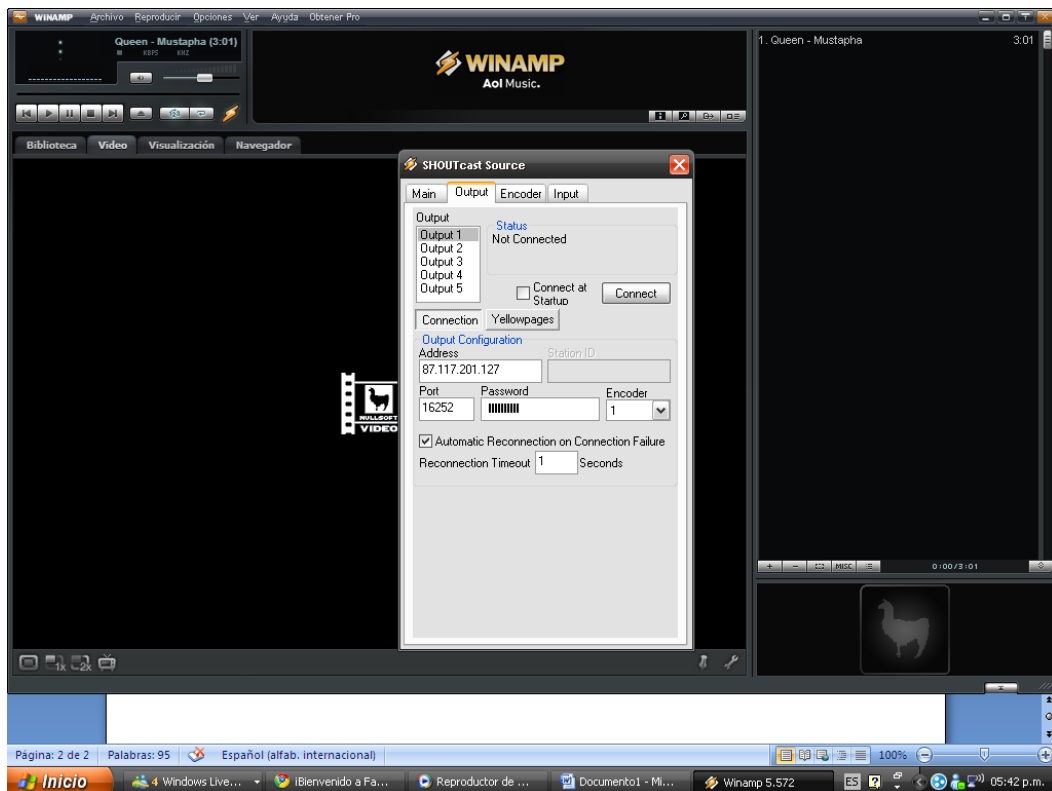 WINAMP Archivo Reproducir Opciones Ver Ayuda Obtener Pro
Queen - Mustapha (3:01)
KBPS KHZ
WINAMP
Aol Music.
1. Queen - Mustapha 3:01
Biblioteca Video Visualización Navegador
SHOUTcast Source
Main Output Encoder Input
Output
Output 1
Output 2
Output 3
Output 4
Output 5
Status
Not Connected
Connect at
Startup
Connect
Connection Yellowpages
Output Configuration
Address Station ID
87.117.201.127
Port Password Encoder
16252 1
Automatic Reconnection on Connection Failure
Reconnection Timeout 1 Seconds
NULLSOFT
VIDEO
+ - MISC 0:00/3:01
1x 2x
Página: 2 de 2 Palabras: 95 Español (alfab. internacional) 100%
Inicio 4 Windows Live... ¡Bienvenido a Fa... Reproductor de ... Documento1 - Mi... Winamp 5.572 ES 05:42 p.m.